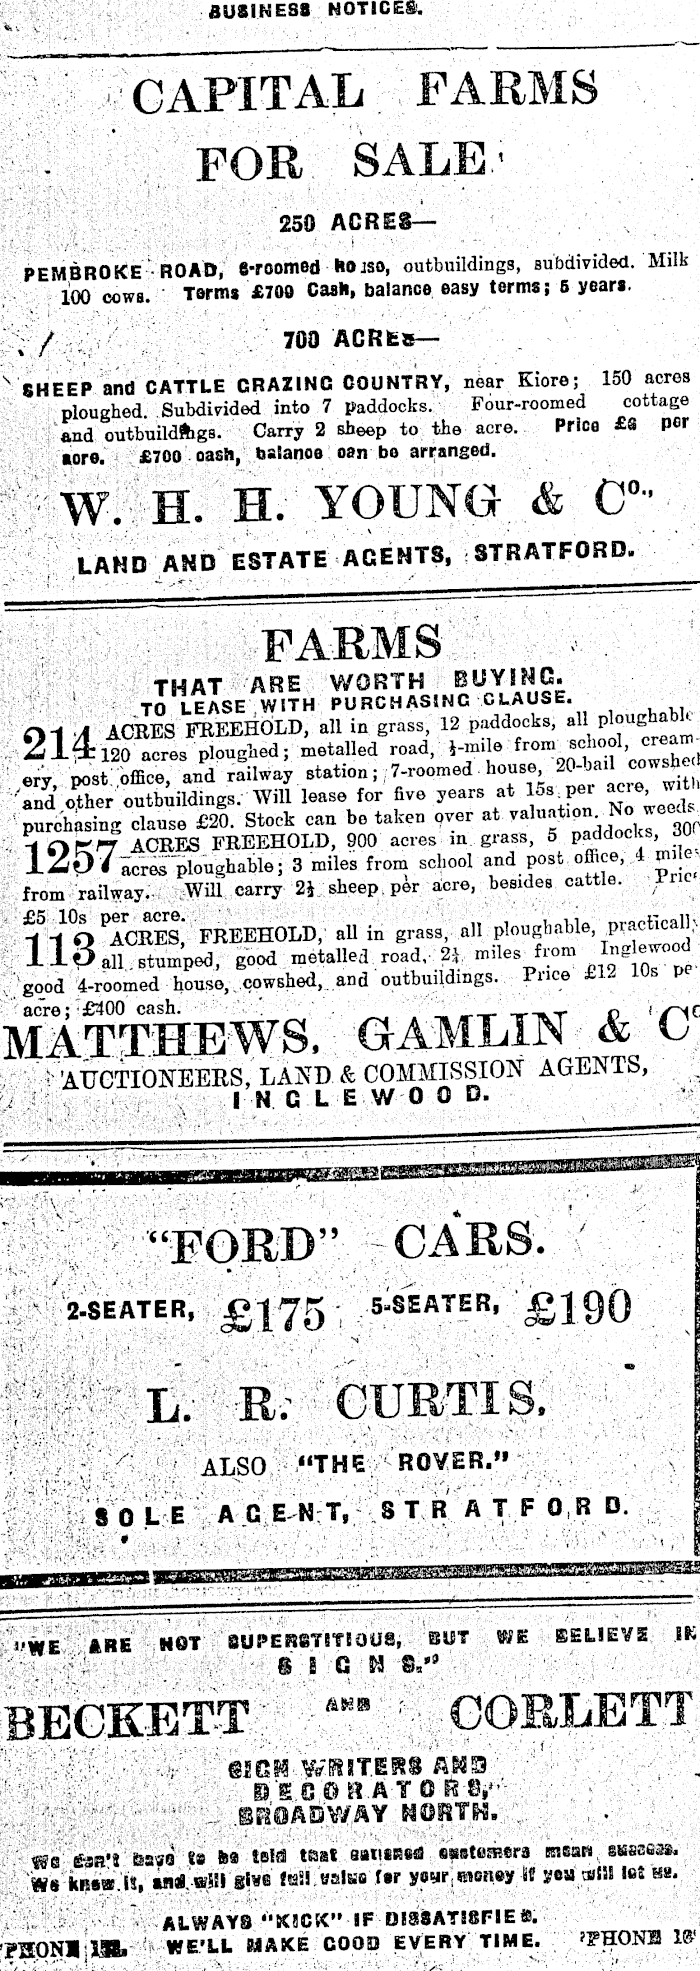 BUSINESS NOTICES.
CAPITAL FARMS
FOR SALE
250 ACRES—
PEMBROKE ROAD, 6-roomed house, outbuildings, subdivided. Milk
100 cows. Terms £700 Cash, balance easy terms; 5 years.
700 ACRES—
SHEEP and CATTLE GRAZING COUNTRY, near Kiore; 150 acres
ploughed. Subdivided into 7 paddocks. Four-roomed cottage
and outbuildings. Carry 2 sheep to the acre. Price £6 per
acre. £700 cash, balance can be arranged.
W. H. H. YOUNG & Co.,
LAND AND ESTATE AGENTS, STRATFORD.
FARMS
THAT ARE WORTH BUYING.
TO LEASE WITH PURCHASING CLAUSE.
214 ACRES FREEHOLD, all in grass, 12 paddocks, all ploughable
120 acres ploughed; metalled road, ½-mile from school, cream-
ery, post office, and railway station; 7-roomed house, 20-bail cowshed
and other outbuildings. Will lease for five years at 15s per acre, with
purchasing clause £20. Stock can be taken over at valuation. No weeds.
1257 ACRES FREEHOLD, 900 acres in grass, 5 paddocks, 300
acres ploughable; 3 miles from school and post office, 4 miles
from railway. Will carry 2½ sheep per acre, besides cattle. Price
£5 10s per acre.
113 ACRES, FREEHOLD, all in grass, all ploughable, practically
all stumped, good metalled road, 2¼ miles from Inglewood
good 4-roomed house, cowshed, and outbuildings. Price £12 10s pe
acre; £400 cash.
MATTHEWS, GAMLIN & Co
AUCTIONEERS, LAND & COMMISSION AGENTS,
INGLEWOOD.
"FORD" CARS.
2-SEATER, £175 5-SEATER, £190
L. R. CURTIS,
ALSO "THE ROVER."
SOLE AGENT, STRATFORD.
"WE ARE NOT SUPERSTITIOUS, BUT WE BELIEVE IN
SIGNS."
BECKETT AND CORLETT
SIGN WRITERS AND
DECORATORS,
BROADWAY NORTH.
We don't have to be told that satisfied customers mean success.
We know it, and will give full value for your money if you will let us.
ALWAYS "KICK" IF DISSATISFIED.
'PHONE WE'LL MAKE GOOD EVERY TIME. 'PHONE